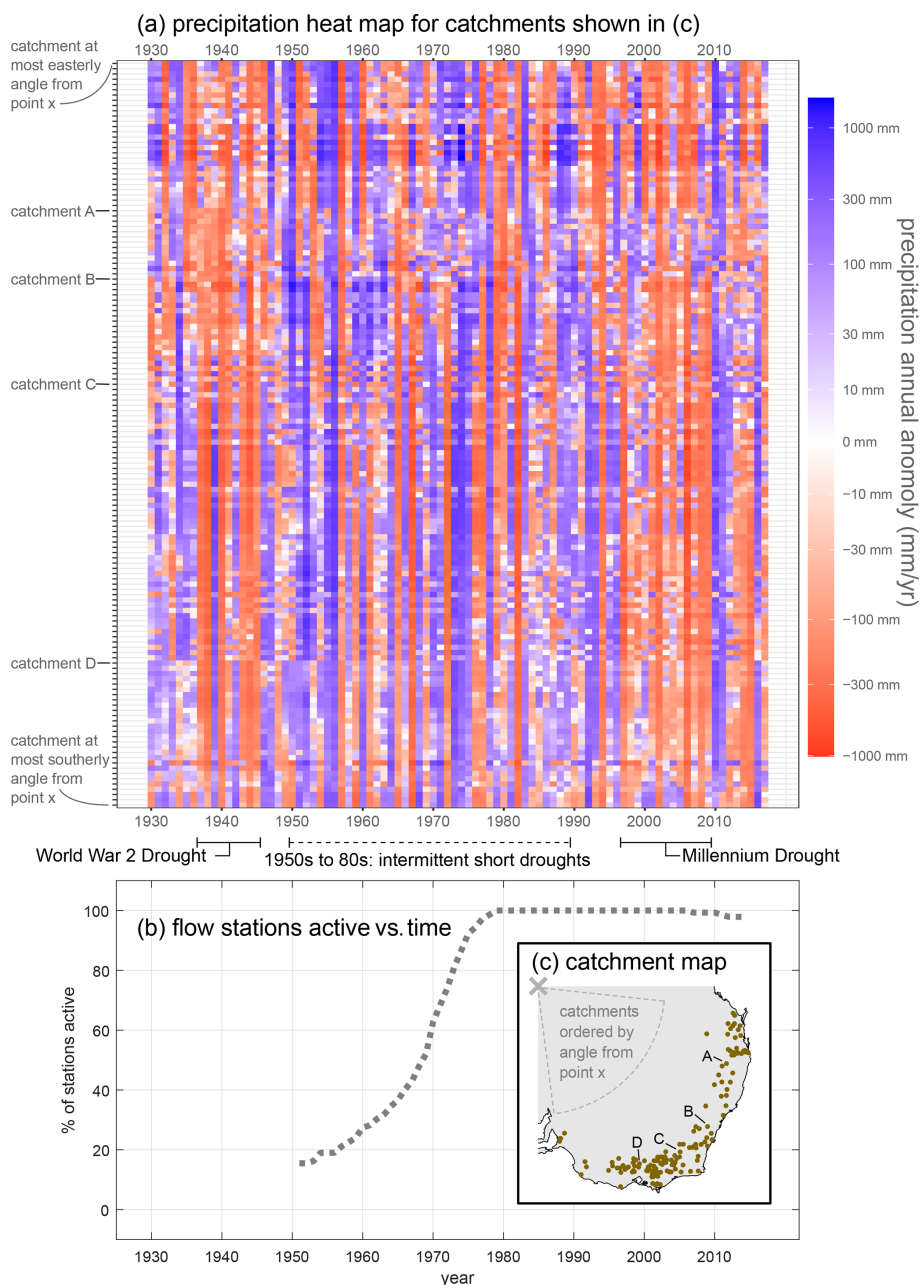 (a) precipitation heat map for catchments shown in (c)
1930 1940 1950 1960 1970 1980 1990 2000 2010
catchment at
most easterly
angle from
point x
catchment A
catchment B
catchment C
catchment D
catchment at
most southerly
angle from
point x
1000 mm
300 mm
100 mm
30 mm
10 mm
0 mm
−10 mm
−30 mm
−100 mm
−300 mm
−1000 mm
precipitation annual anomoly (mm/yr)
1930 1940 1950 1960 1970 1980 1990 2000 2010
World War 2 Drought
1950s to 80s: intermittent short droughts
Millennium Drought
(b) flow stations active vs. time
100
80
60
40
20
0
% of stations active
(c) catchment map
catchments
ordered by
angle from
point x
A
B
C
D
1930 1940 1950 1960 1970 1980 1990 2000 2010
year